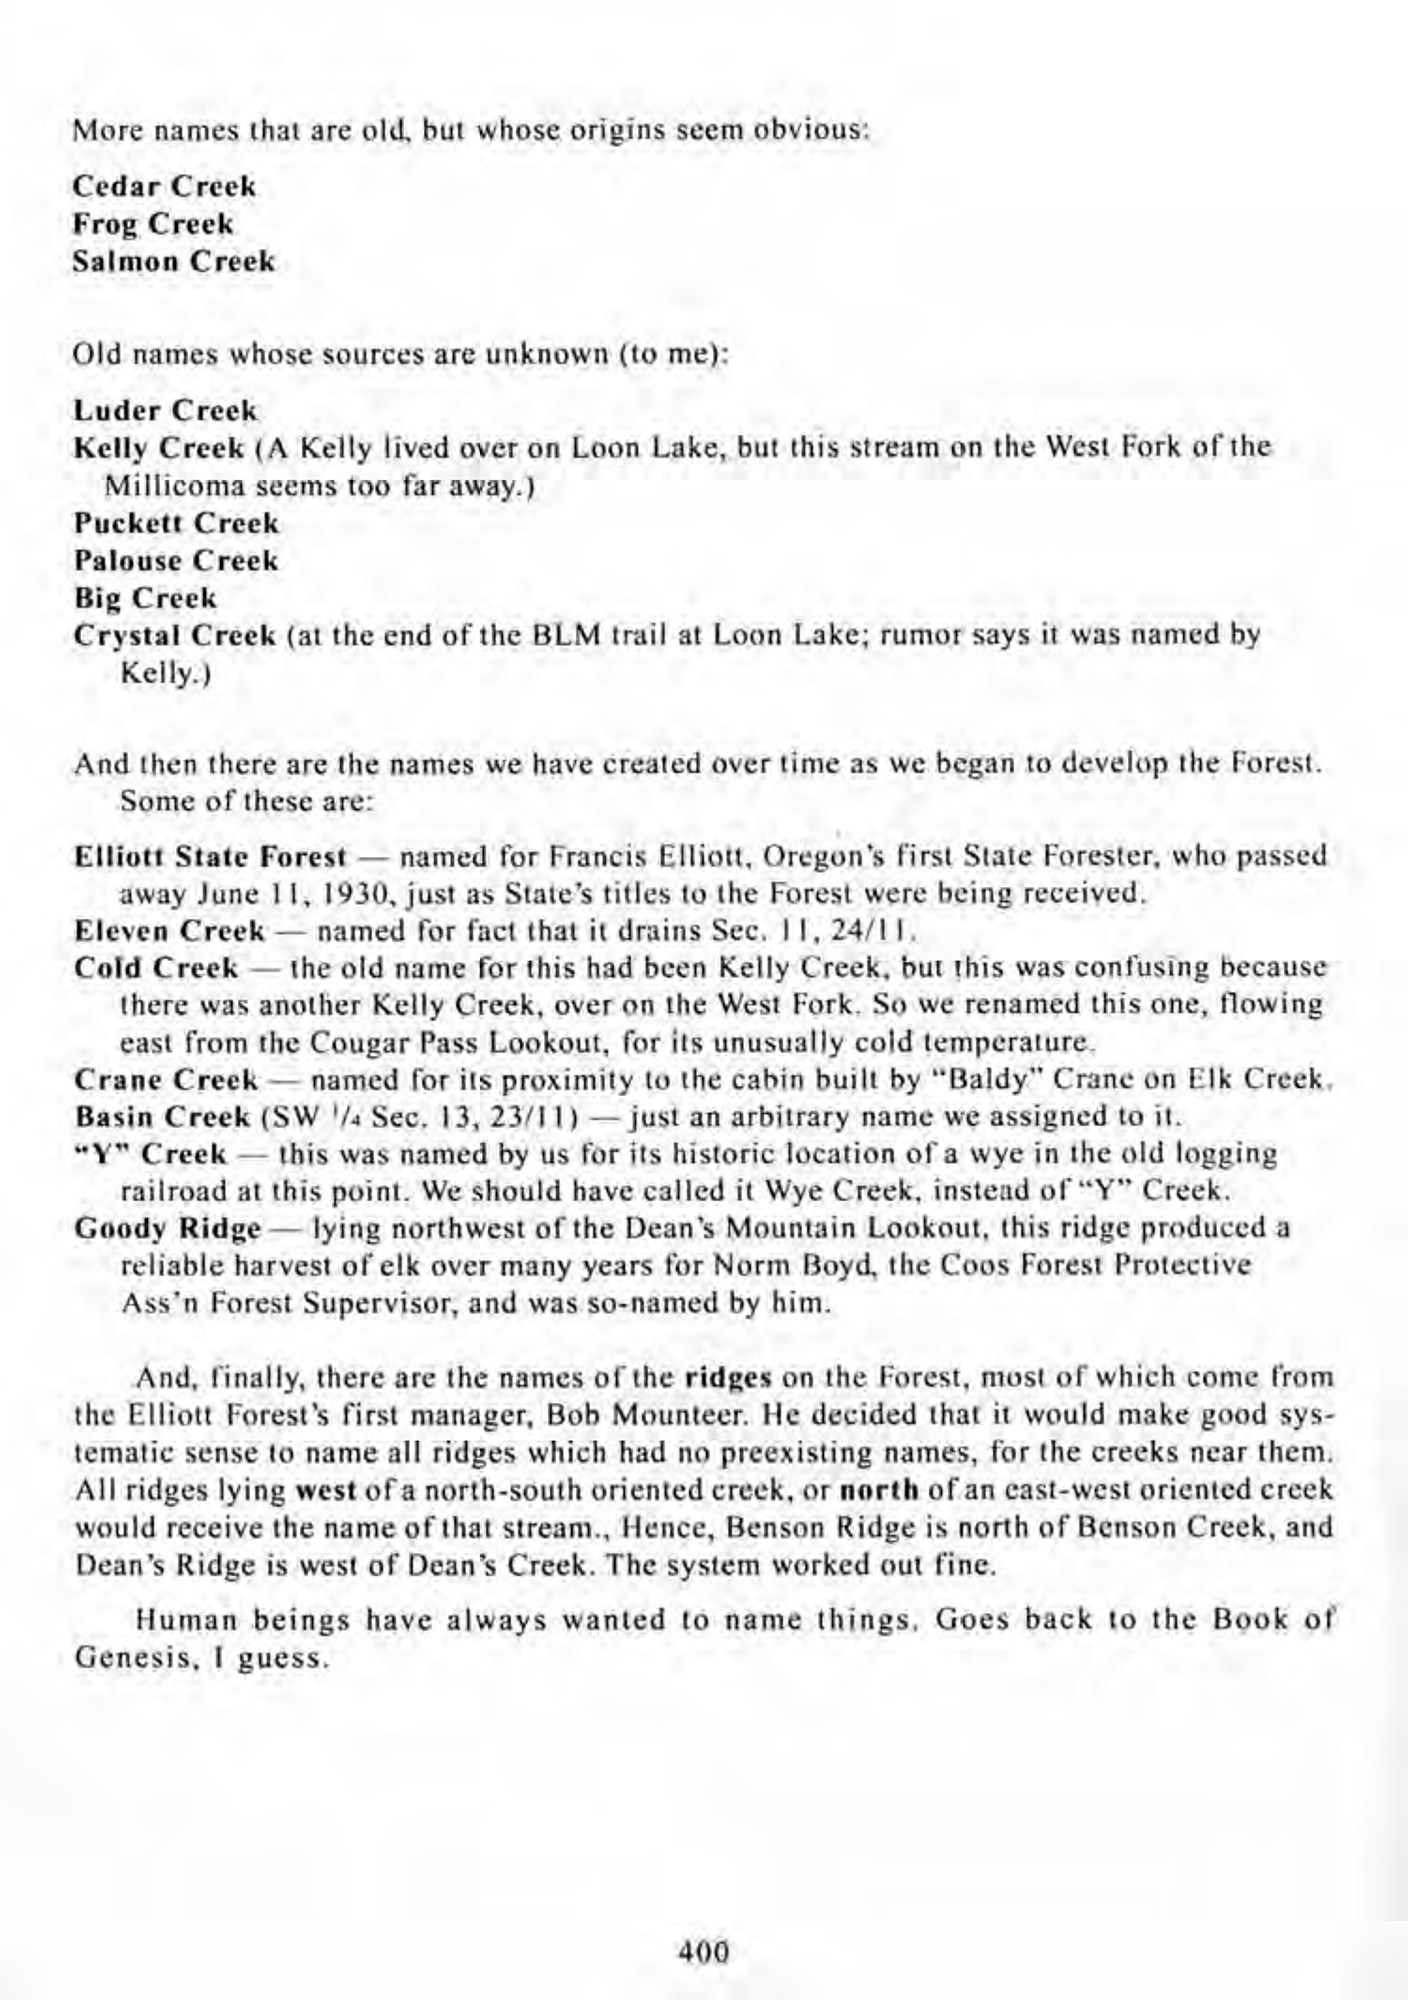 More names that are old, but whose origins seem obvious:
Cedar Creek
Frog Creek
Salmon Creek
Old names whose sources are unknown (to me):
Luder Creek
Kelly Creek (A Kelly lived over on Loon Lake, but this stream on the West Fork of the
Millicoma seems too far away.)
Puckett Creek
Palouse Creek
Big Creek
Crystal Creek (at the end of the BLM trail at Loon Lake; rumor says it was named by
Kelly.)
And then there are the names we have created over time as we began to develop the Forest.
Some of these are:
Elliott State Forest — named for Francis Elliott, Oregon's first State Forester, who passed
away June 11, 1930, just as State's titles to the Forest were being received.
Eleven Creek — named for fact that it drains Sec. 11, 24/11.
Cold Creek — the old name for this had been Kelly Creek, but this was confusing because
there was another Kelly Creek, over on the West Fork. So we renamed this one, flowing
east from the Cougar Pass Lookout, for its unusually cold temperature.
Crane Creek — named for its proximity to the cabin built by “Baldy” Crane on Elk Creek.
Basin Creek (SW ¼ Sec. 13, 23/11) — just an arbitrary name we assigned to it.
“Y” Creek — this was named by us for its historic location of a wye in the old logging
railroad at this point. We should have called it Wye Creek, instead of “Y” Creek.
Goody Ridge — lying northwest of the Dean's Mountain Lookout, this ridge produced a
reliable harvest of elk over many years for Norm Boyd, the Coos Forest Protective
Ass'n Forest Supervisor, and was so-named by him.
And, finally, there are the names of the ridges on the Forest, most of which come from
the Elliott Forest's first manager, Bob Mounteer. He decided that it would make good sys-
tematic sense to name all ridges which had no preexisting names, for the creeks near them.
All ridges lying west of a north-south oriented creek, or north of an east-west oriented creek
would receive the name of that stream., Hence, Benson Ridge is north of Benson Creek, and
Dean's Ridge is west of Dean's Creek. The system worked out fine.
Human beings have always wanted to name things. Goes back to the Book of
Genesis, I guess.
400